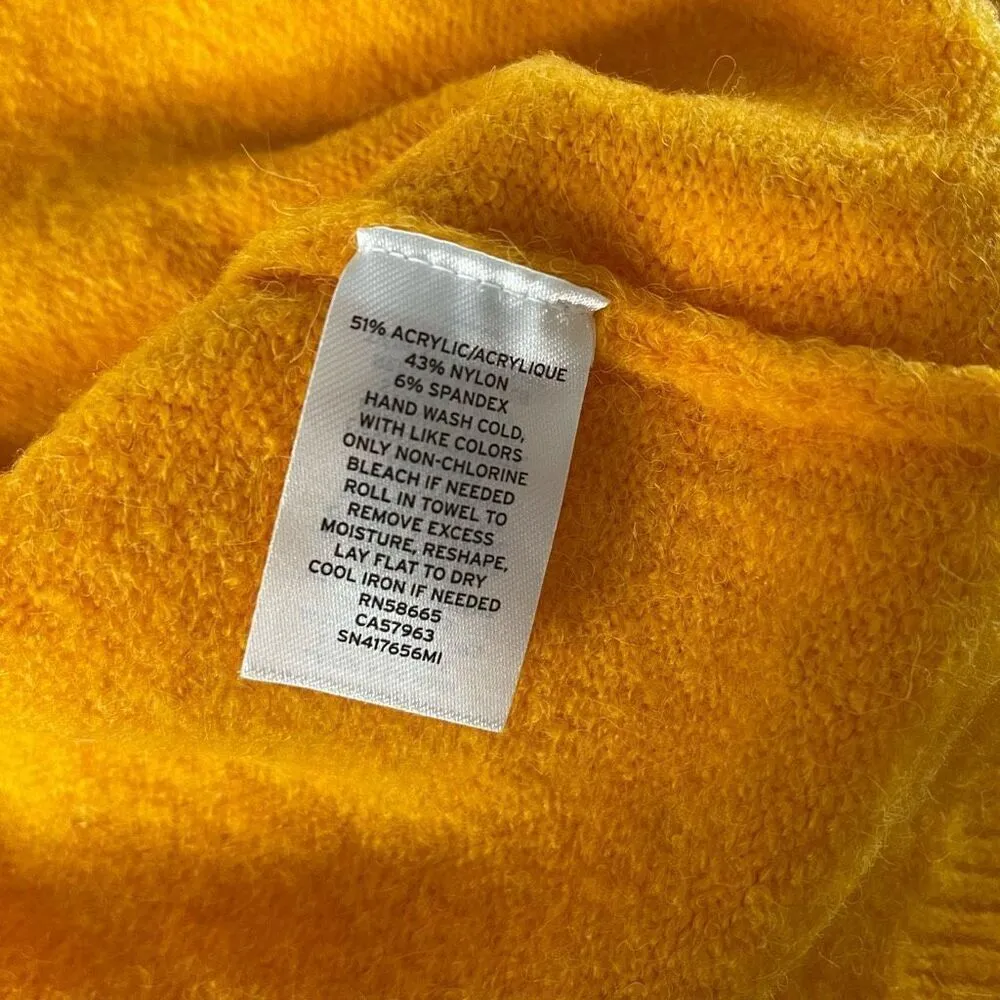 51% ACRYLIC/ACRYLIQUE
43% NYLON
6% SPANDEX
HAND WASH COLD,
WITH LIKE COLORS
ONLY NON-CHLORINE
BLEACH IF NEEDED
ROLL IN TOWEL TO
REMOVE EXCESS
MOISTURE, RESHAPE,
LAY FLAT TO DRY
COOL IRON IF NEEDED
RN58665
CA57963
SN417656MI